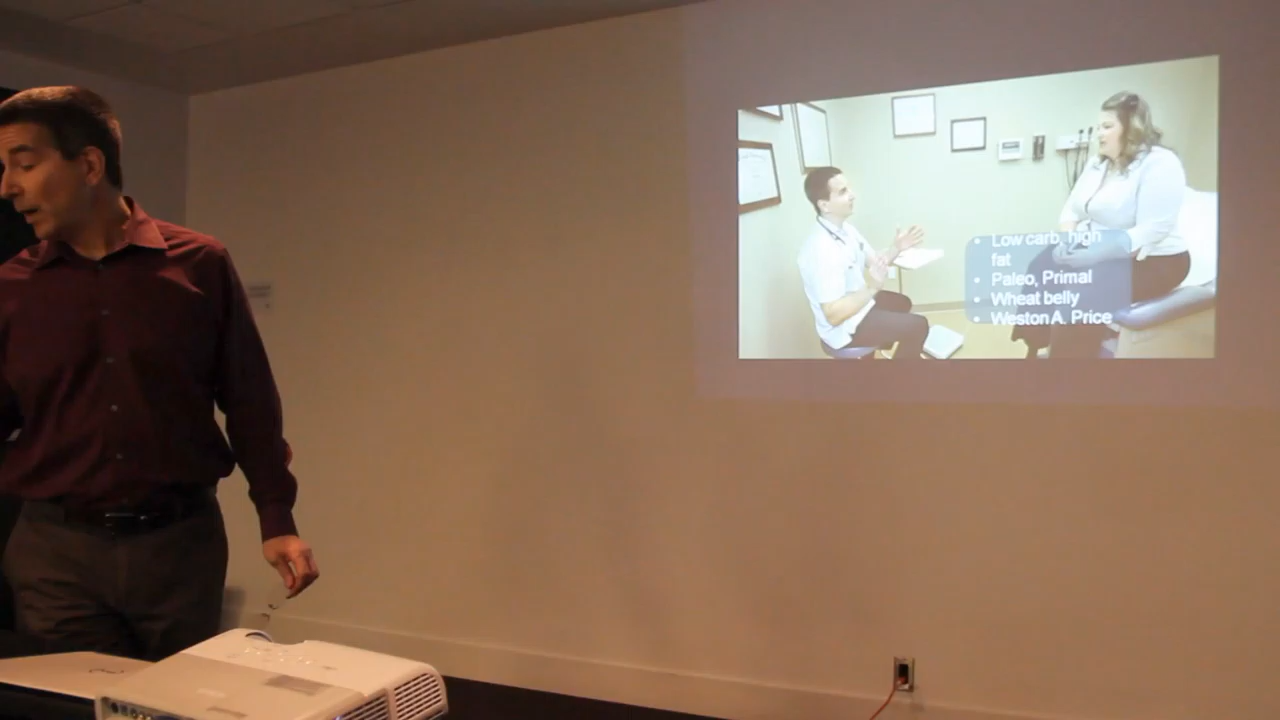 • Low carb, high
fat
• Paleo, Primal
• Wheat belly
• Weston A. Price